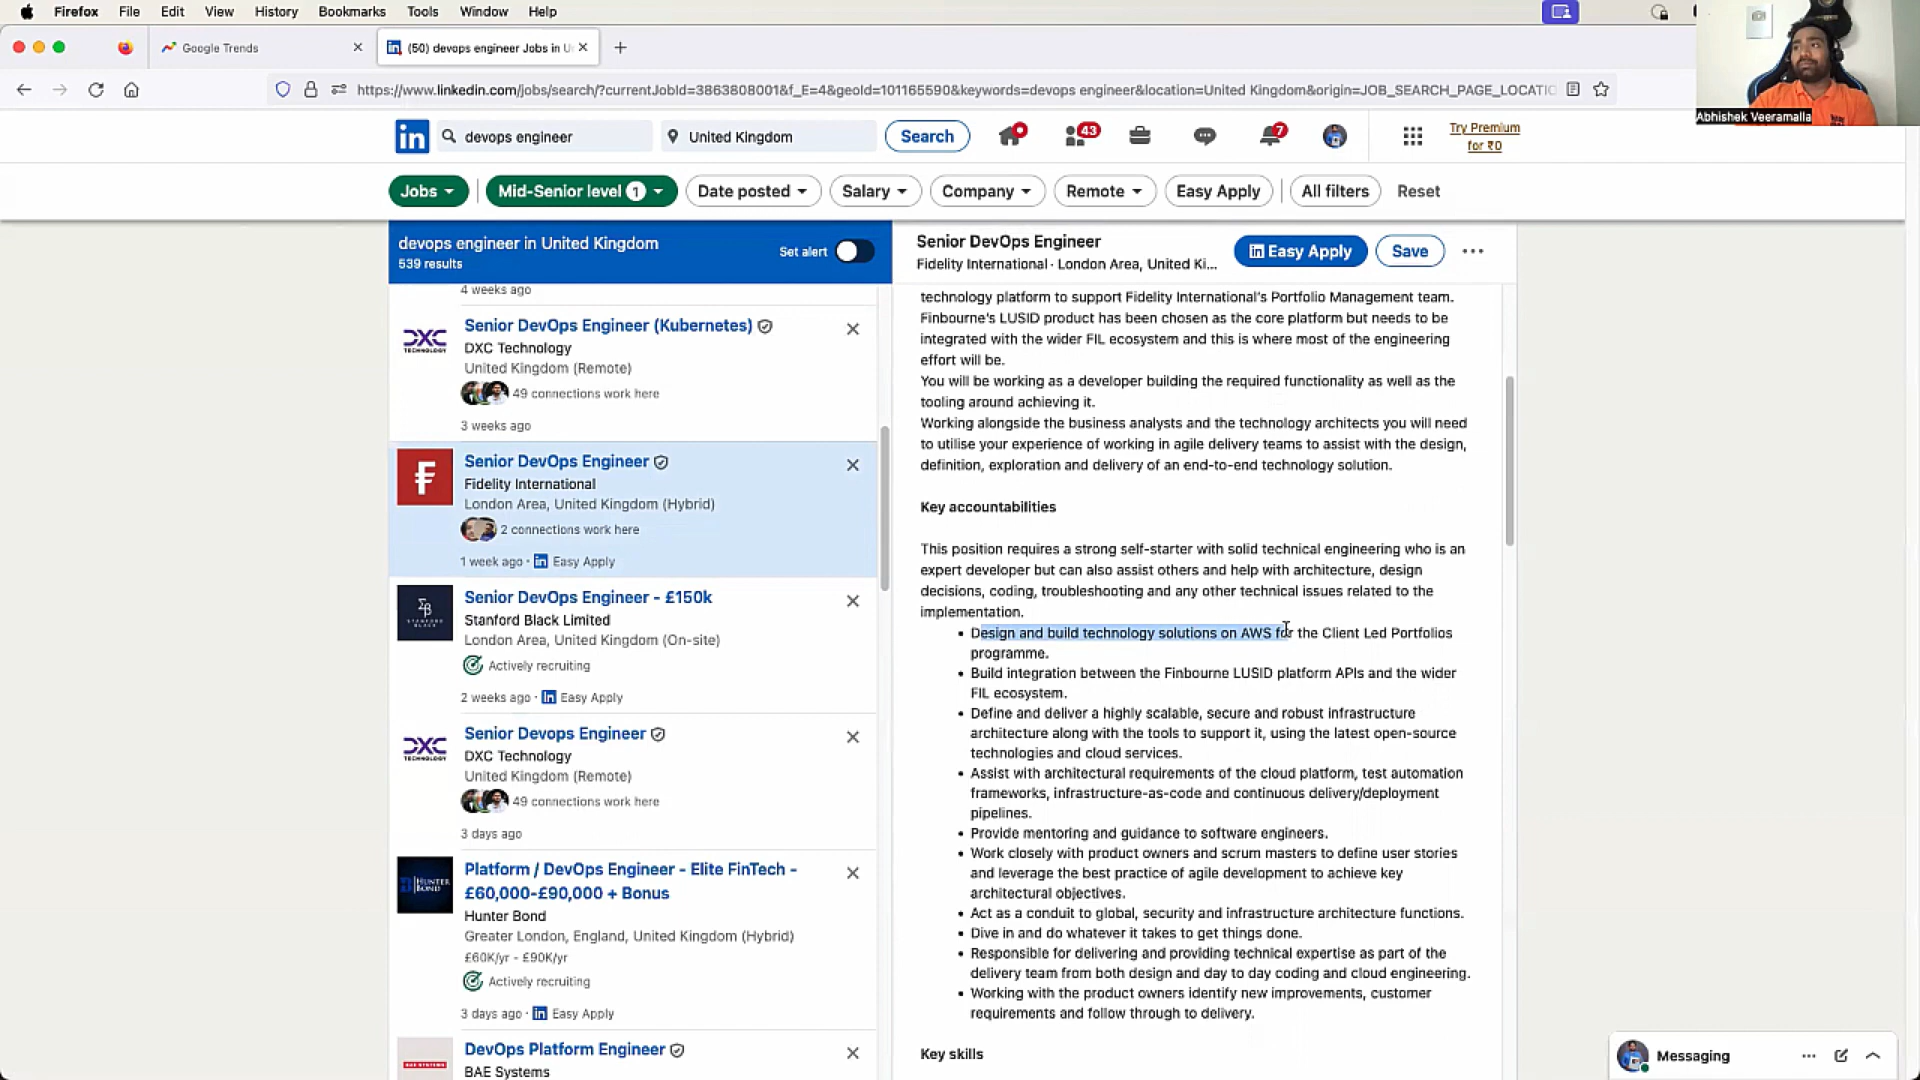 Firefox File Edit View History Bookmarks Tools Window Help
Google Trends
(50) devops engineer Jobs in U
https://www.linkedin.com/jobs/search/?currentJobId=3863808001&f_E=4&geoId=101165590&keywords=devops engineer&location=United Kingdom&origin=JOB_SEARCH_PAGE_LOCATIO
Abhishek Veeramalla
in devops engineer United Kingdom Search 43 7
Try Premium
for ₹0
Jobs Mid-Senior level 1 Date posted Salary Company Remote Easy Apply All filters Reset
devops engineer in United Kingdom
539 results
Set alert
4 weeks ago
DXC
TECHNOLOGY
Senior DevOps Engineer (Kubernetes)
DXC Technology
United Kingdom (Remote)
49 connections work here
3 weeks ago
Senior DevOps Engineer
Fidelity International
London Area, United Kingdom (Hybrid)
2 connections work here
1 week ago · in Easy Apply
STANFORD
BLACK
Senior DevOps Engineer - £150k
Stanford Black Limited
London Area, United Kingdom (On-site)
Actively recruiting
2 weeks ago · in Easy Apply
DXC
TECHNOLOGY
Senior Devops Engineer
DXC Technology
United Kingdom (Remote)
49 connections work here
3 days ago
HUNTER
BOND
Platform / DevOps Engineer - Elite FinTech -
£60,000-£90,000 + Bonus
Hunter Bond
Greater London, England, United Kingdom (Hybrid)
£60K/yr - £90K/yr
Actively recruiting
3 days ago · in Easy Apply
BAE SYSTEMS
DevOps Platform Engineer
BAE Systems
Senior DevOps Engineer
Fidelity International · London Area, United Ki...
in Easy Apply Save
technology platform to support Fidelity International's Portfolio Management team.
Finbourne's LUSID product has been chosen as the core platform but needs to be
integrated with the wider FIL ecosystem and this is where most of the engineering
effort will be.
You will be working as a developer building the required functionality as well as the
tooling around achieving it.
Working alongside the business analysts and the technology architects you will need
to utilise your experience of working in agile delivery teams to assist with the design,
definition, exploration and delivery of an end-to-end technology solution.
Key accountabilities
This position requires a strong self-starter with solid technical engineering who is an
expert developer but can also assist others and help with architecture, design
decisions, coding, troubleshooting and any other technical issues related to the
implementation.
• Design and build technology solutions on AWS for the Client Led Portfolios
programme.
• Build integration between the Finbourne LUSID platform APIs and the wider
FIL ecosystem.
• Define and deliver a highly scalable, secure and robust infrastructure
architecture along with the tools to support it, using the latest open-source
technologies and cloud services.
• Assist with architectural requirements of the cloud platform, test automation
frameworks, infrastructure-as-code and continuous delivery/deployment
pipelines.
• Provide mentoring and guidance to software engineers.
• Work closely with product owners and scrum masters to define user stories
and leverage the best practice of agile development to achieve key
architectural objectives.
• Act as a conduit to global, security and infrastructure architecture functions.
• Dive in and do whatever it takes to get things done.
• Responsible for delivering and providing technical expertise as part of the
delivery team from both design and day to day coding and cloud engineering.
• Working with the product owners identify new improvements, customer
requirements and follow through to delivery.
Key skills
Messaging